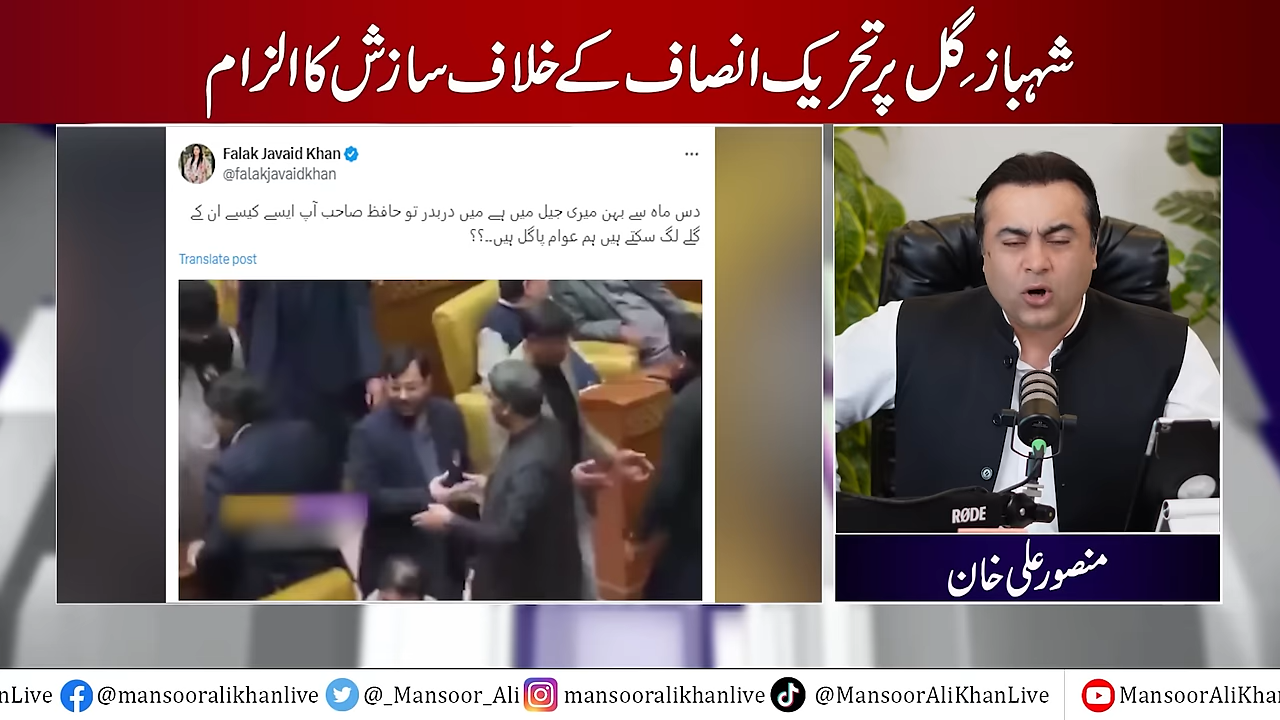 شہباز گِل پر تحریک انصاف کے خلاف سازش کا الزام
Falak Javaid Khan
@falakjavaidkhan
دس ماہ سے بہن میری جیل میں ہے میں دربدر تو حافظ صاحب آپ ایسے کیسے ان کے
گلے لگ سکتے ہیں ہم عوام پاگل ہیں۔۔؟؟
Translate post
RØDE
منصور علی خان
nLive @mansooralikhanlive @_Mansoor_Ali mansooralikhanlive @MansoorAliKhanLive MansoorAliKha